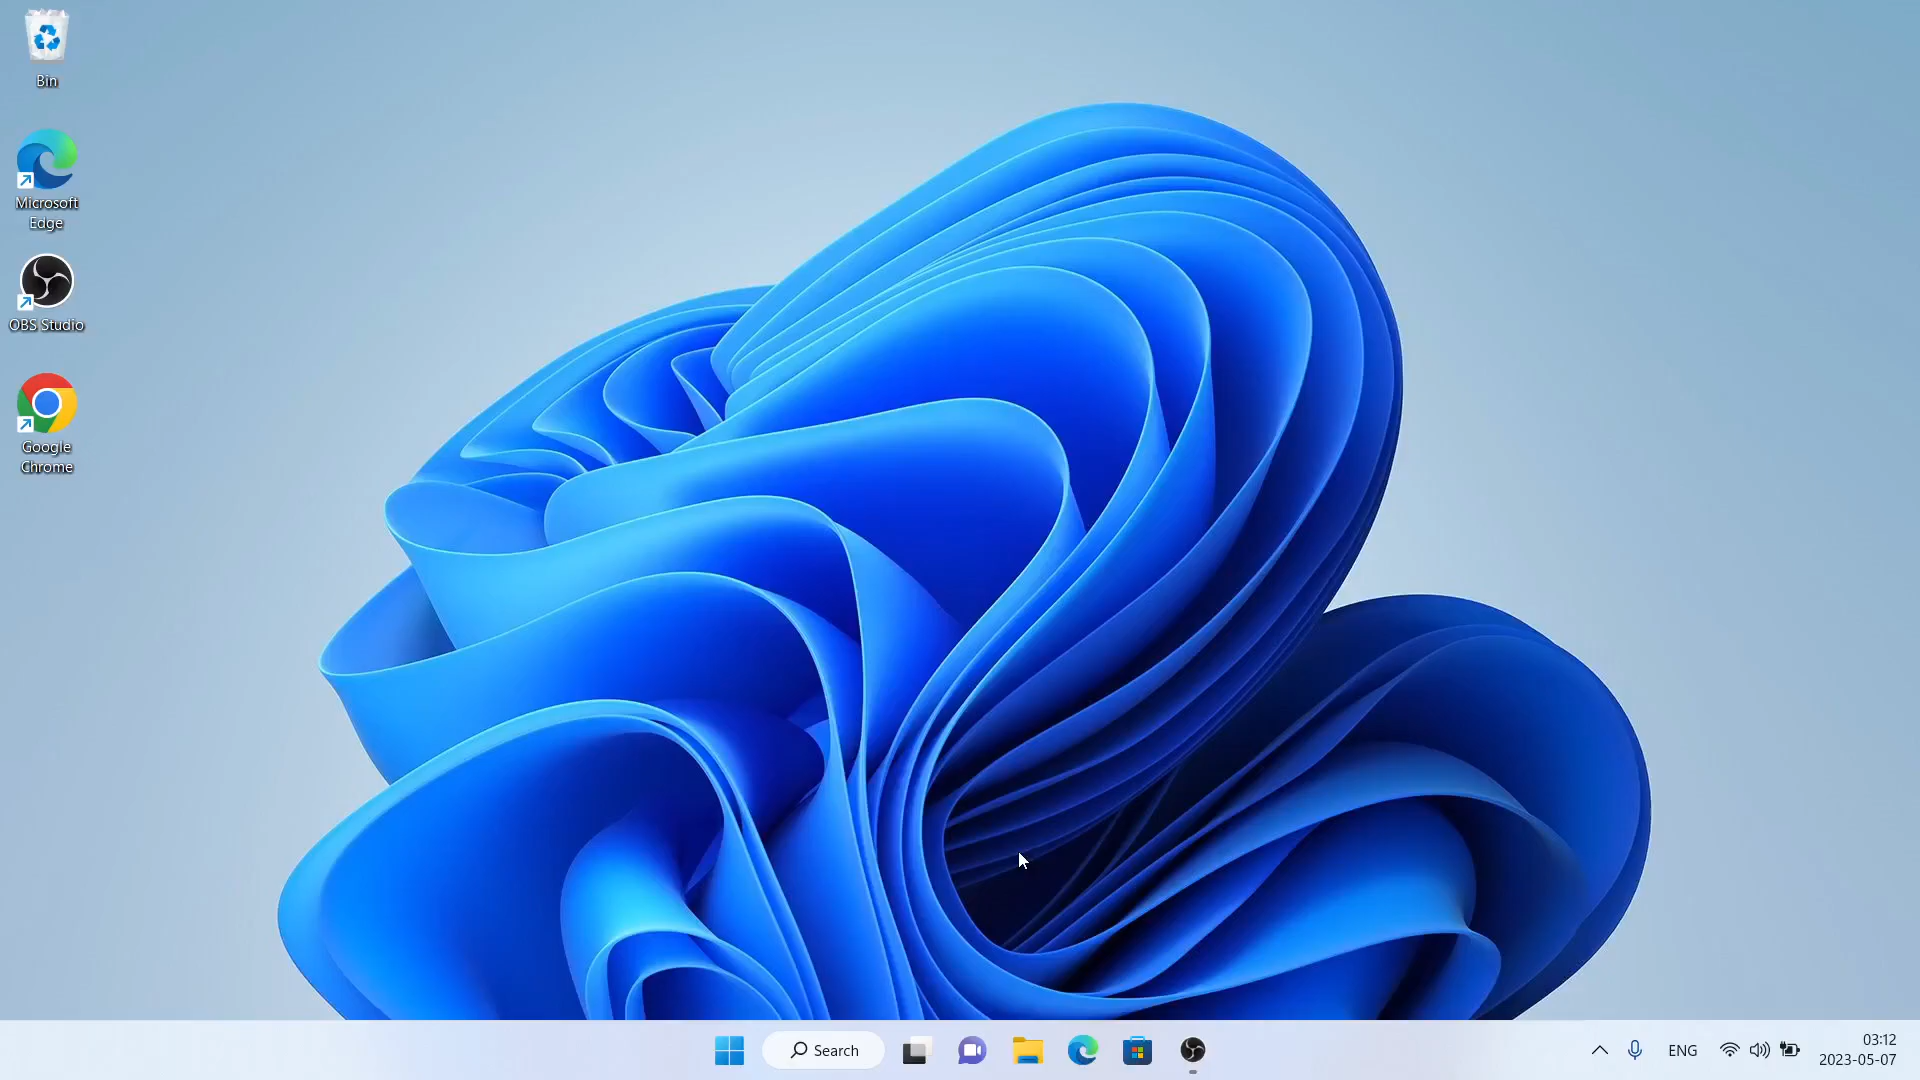 Bin
Microsoft
Edge
OBS Studio
Google
Chrome
Search
ENG
03:12
2023-05-07